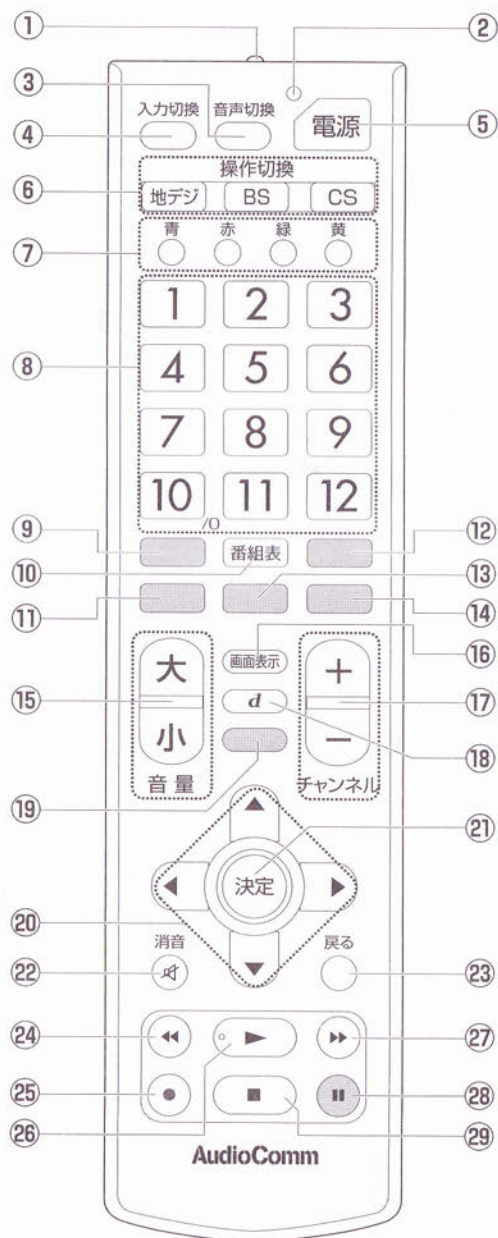 ① ②
③
④ 入力切換 音声切換 電源 ⑤
操作切換
⑥ 地デジ BS CS
⑦ 青 赤 緑 黄
1 2 3
⑧ 4 5 6
7 8 9
10/0 11 12
⑨ 番組表 ⑫
⑩ ⑬
⑪ ⑭
大 画面表示 + ⑯
⑮ d ⑰
小 − ⑱
音量 チャンネル
⑲
㉑
決定
⑳
消音 戻る
㉒ ㉓
㉔ ㉗
㉕ ㉘
㉖ ㉙
AudioComm